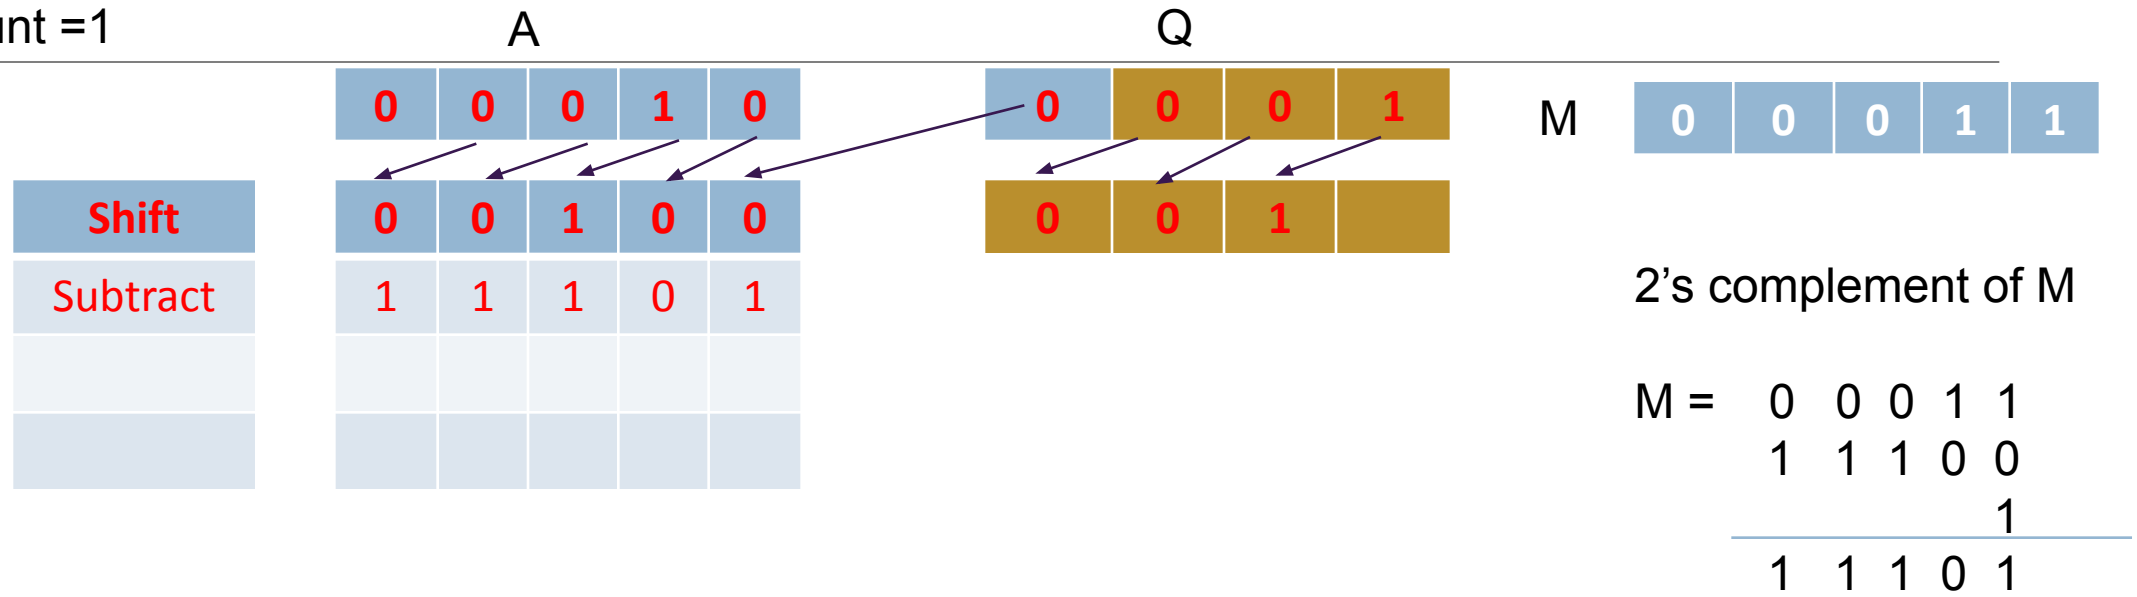 unt =1 A Q
0 0 0 1 0 0 0 0 1 M 0 0 0 1 1
Shift 0 0 1 0 0 0 0 1
Subtract 1 1 1 0 1
2’s complement of M
M = 0 0 0 1 1
1 1 1 0 0
1
1 1 1 0 1